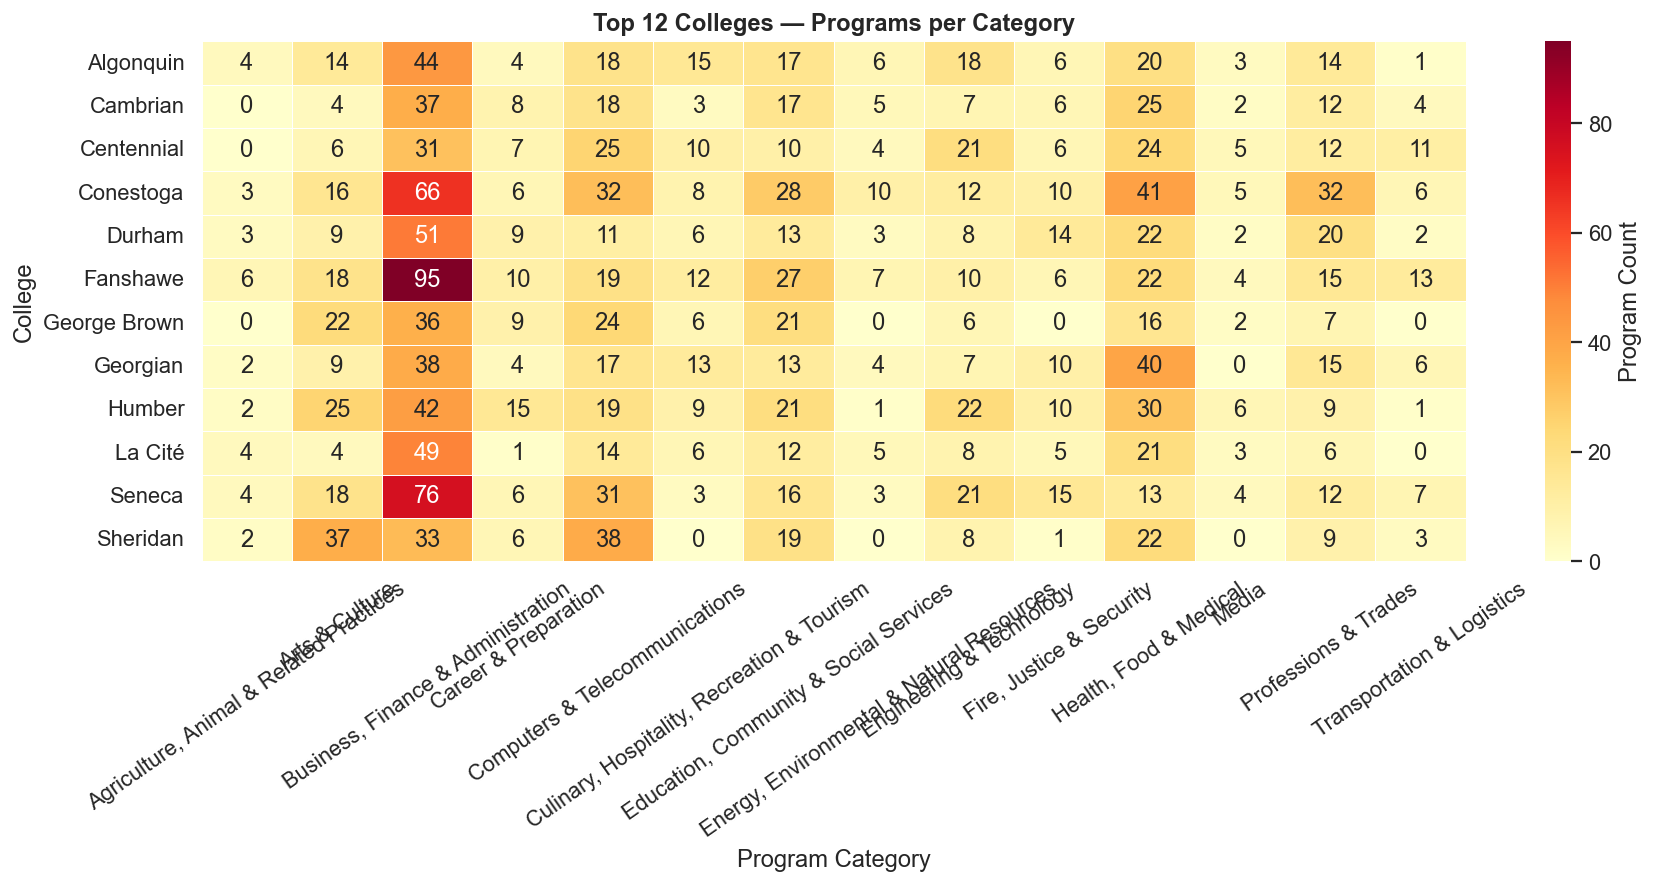 Top 12 Colleges — Programs per Category
College
Algonquin 4 14 44 4 18 15 17 6 18 6 20 3 14 1
Cambrian 0 4 37 8 18 3 17 5 7 6 25 2 12 4
Centennial 0 6 31 7 25 10 10 4 21 6 24 5 12 11
Conestoga 3 16 66 6 32 8 28 10 12 10 41 5 32 6
Durham 3 9 51 9 11 6 13 3 8 14 22 2 20 2
Fanshawe 6 18 95 10 19 12 27 7 10 6 22 4 15 13
George Brown 0 22 36 9 24 6 21 0 6 0 16 2 7 0
Georgian 2 9 38 4 17 13 13 4 7 10 40 0 15 6
Humber 2 25 42 15 19 9 21 1 22 10 30 6 9 1
La Cité 4 4 49 1 14 6 12 5 8 5 21 3 6 0
Seneca 4 18 76 6 31 3 16 3 21 15 13 4 12 7
Sheridan 2 37 33 6 38 0 19 0 8 1 22 0 9 3
Agriculture, Animal & Related Practices
Arts & Culture
Business, Finance & Administration
Career & Preparation
Computers & Telecommunications
Culinary, Hospitality, Recreation & Tourism
Education, Community & Social Services
Energy, Environmental & Natural Resources
Engineering & Technology
Fire, Justice & Security
Health, Food & Medical
Media
Professions & Trades
Transportation & Logistics
Program Category
80
60
40
20
0
Program Count